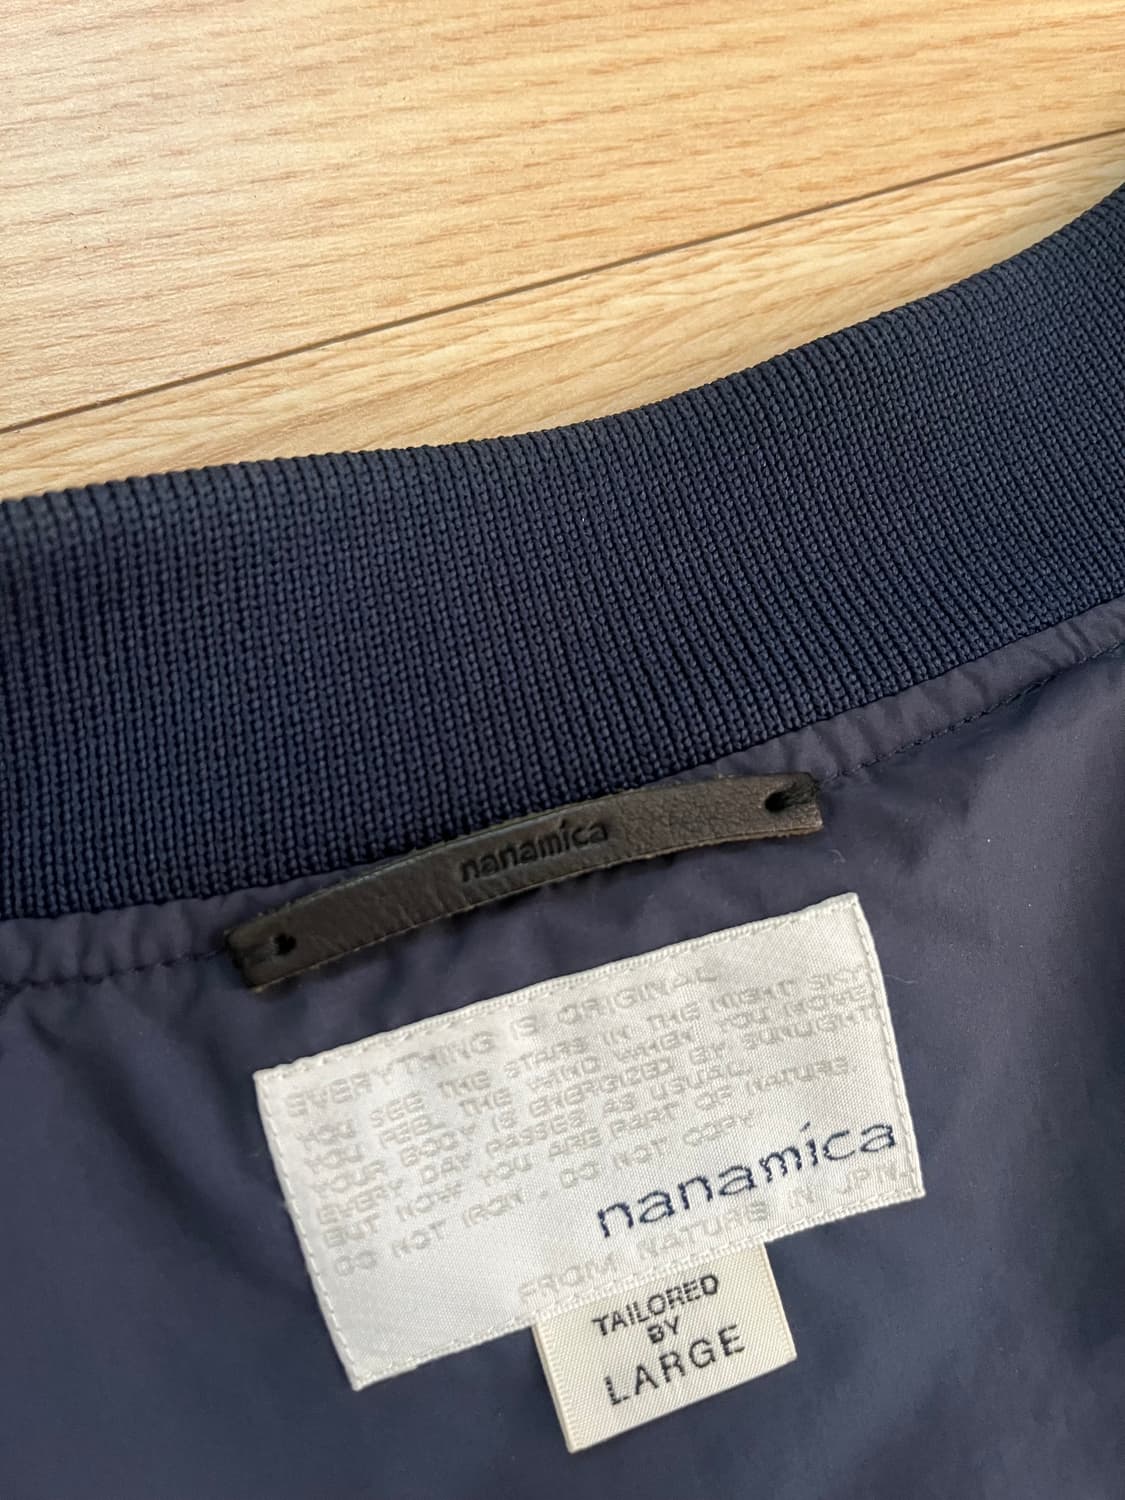 nanamica
EVERYTHING IS ORIGINAL
YOU SEE THE STARS IN THE NIGHT SKY
YOU FEEL THE WIND WHEN YOU MOVE
YOUR BODY IS ENERGIZED BY SUNLIGHT
EVERY DAY PASSES AS USUAL
BUT NOW YOU ARE PART OF NATURE.
DO NOT IRON . DO NOT COPY
nanamica
FROM NATURE IN JPN
TAILORED
BY
LARGE